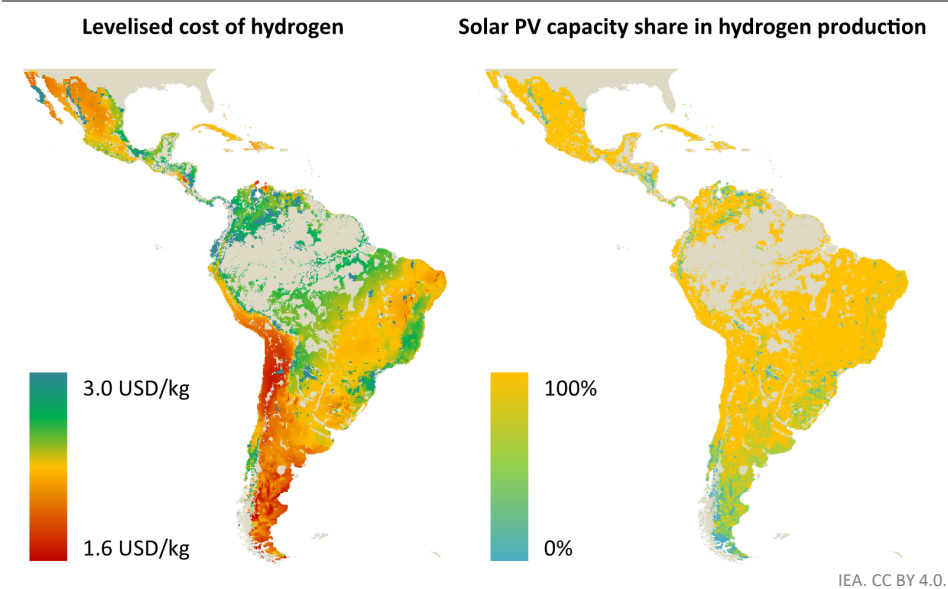 Levelised cost of hydrogen
Solar PV capacity share in hydrogen production
3.0 USD/kg
1.6 USD/kg
100%
0%
IEA. CC BY 4.0.